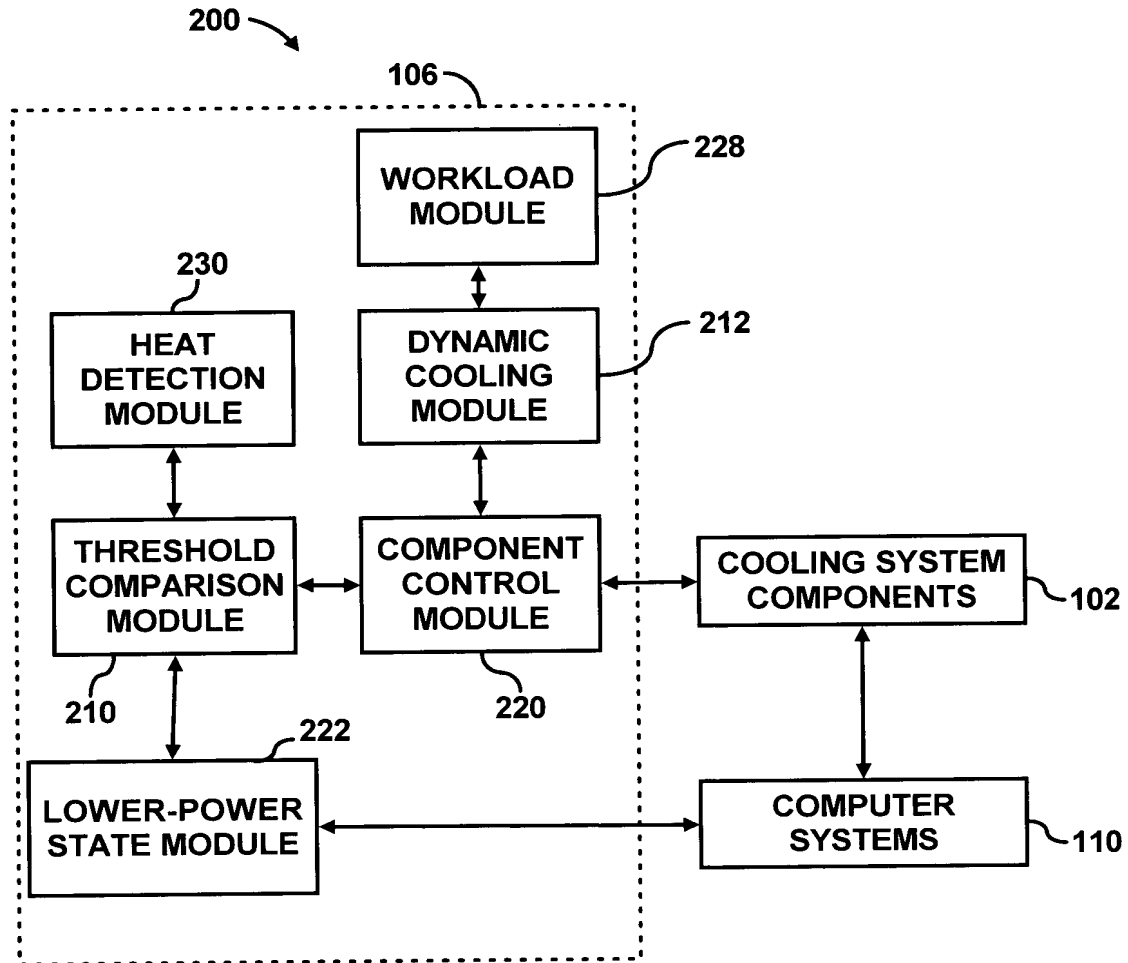 200
106
WORKLOAD
MODULE
228
230
HEAT
DETECTION
MODULE
DYNAMIC
COOLING
MODULE
212
THRESHOLD
COMPARISON
MODULE
COMPONENT
CONTROL
MODULE
COOLING SYSTEM
COMPONENTS
102
210
220
222
LOWER-POWER
STATE MODULE
COMPUTER
SYSTEMS
110